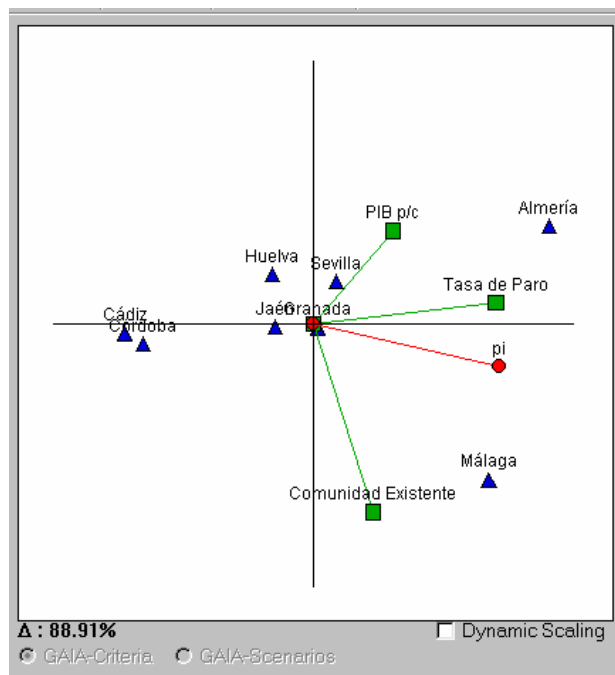 PIB p/c
Almería
Huelva
Sevilla
Tasa de Paro
Jaén
Granada
Cádiz
Córdoba
pi
Málaga
Comunidad Existente
Δ : 88.91%
Dynamic Scaling
GAIA-Criteria
GAIA-Scenarios